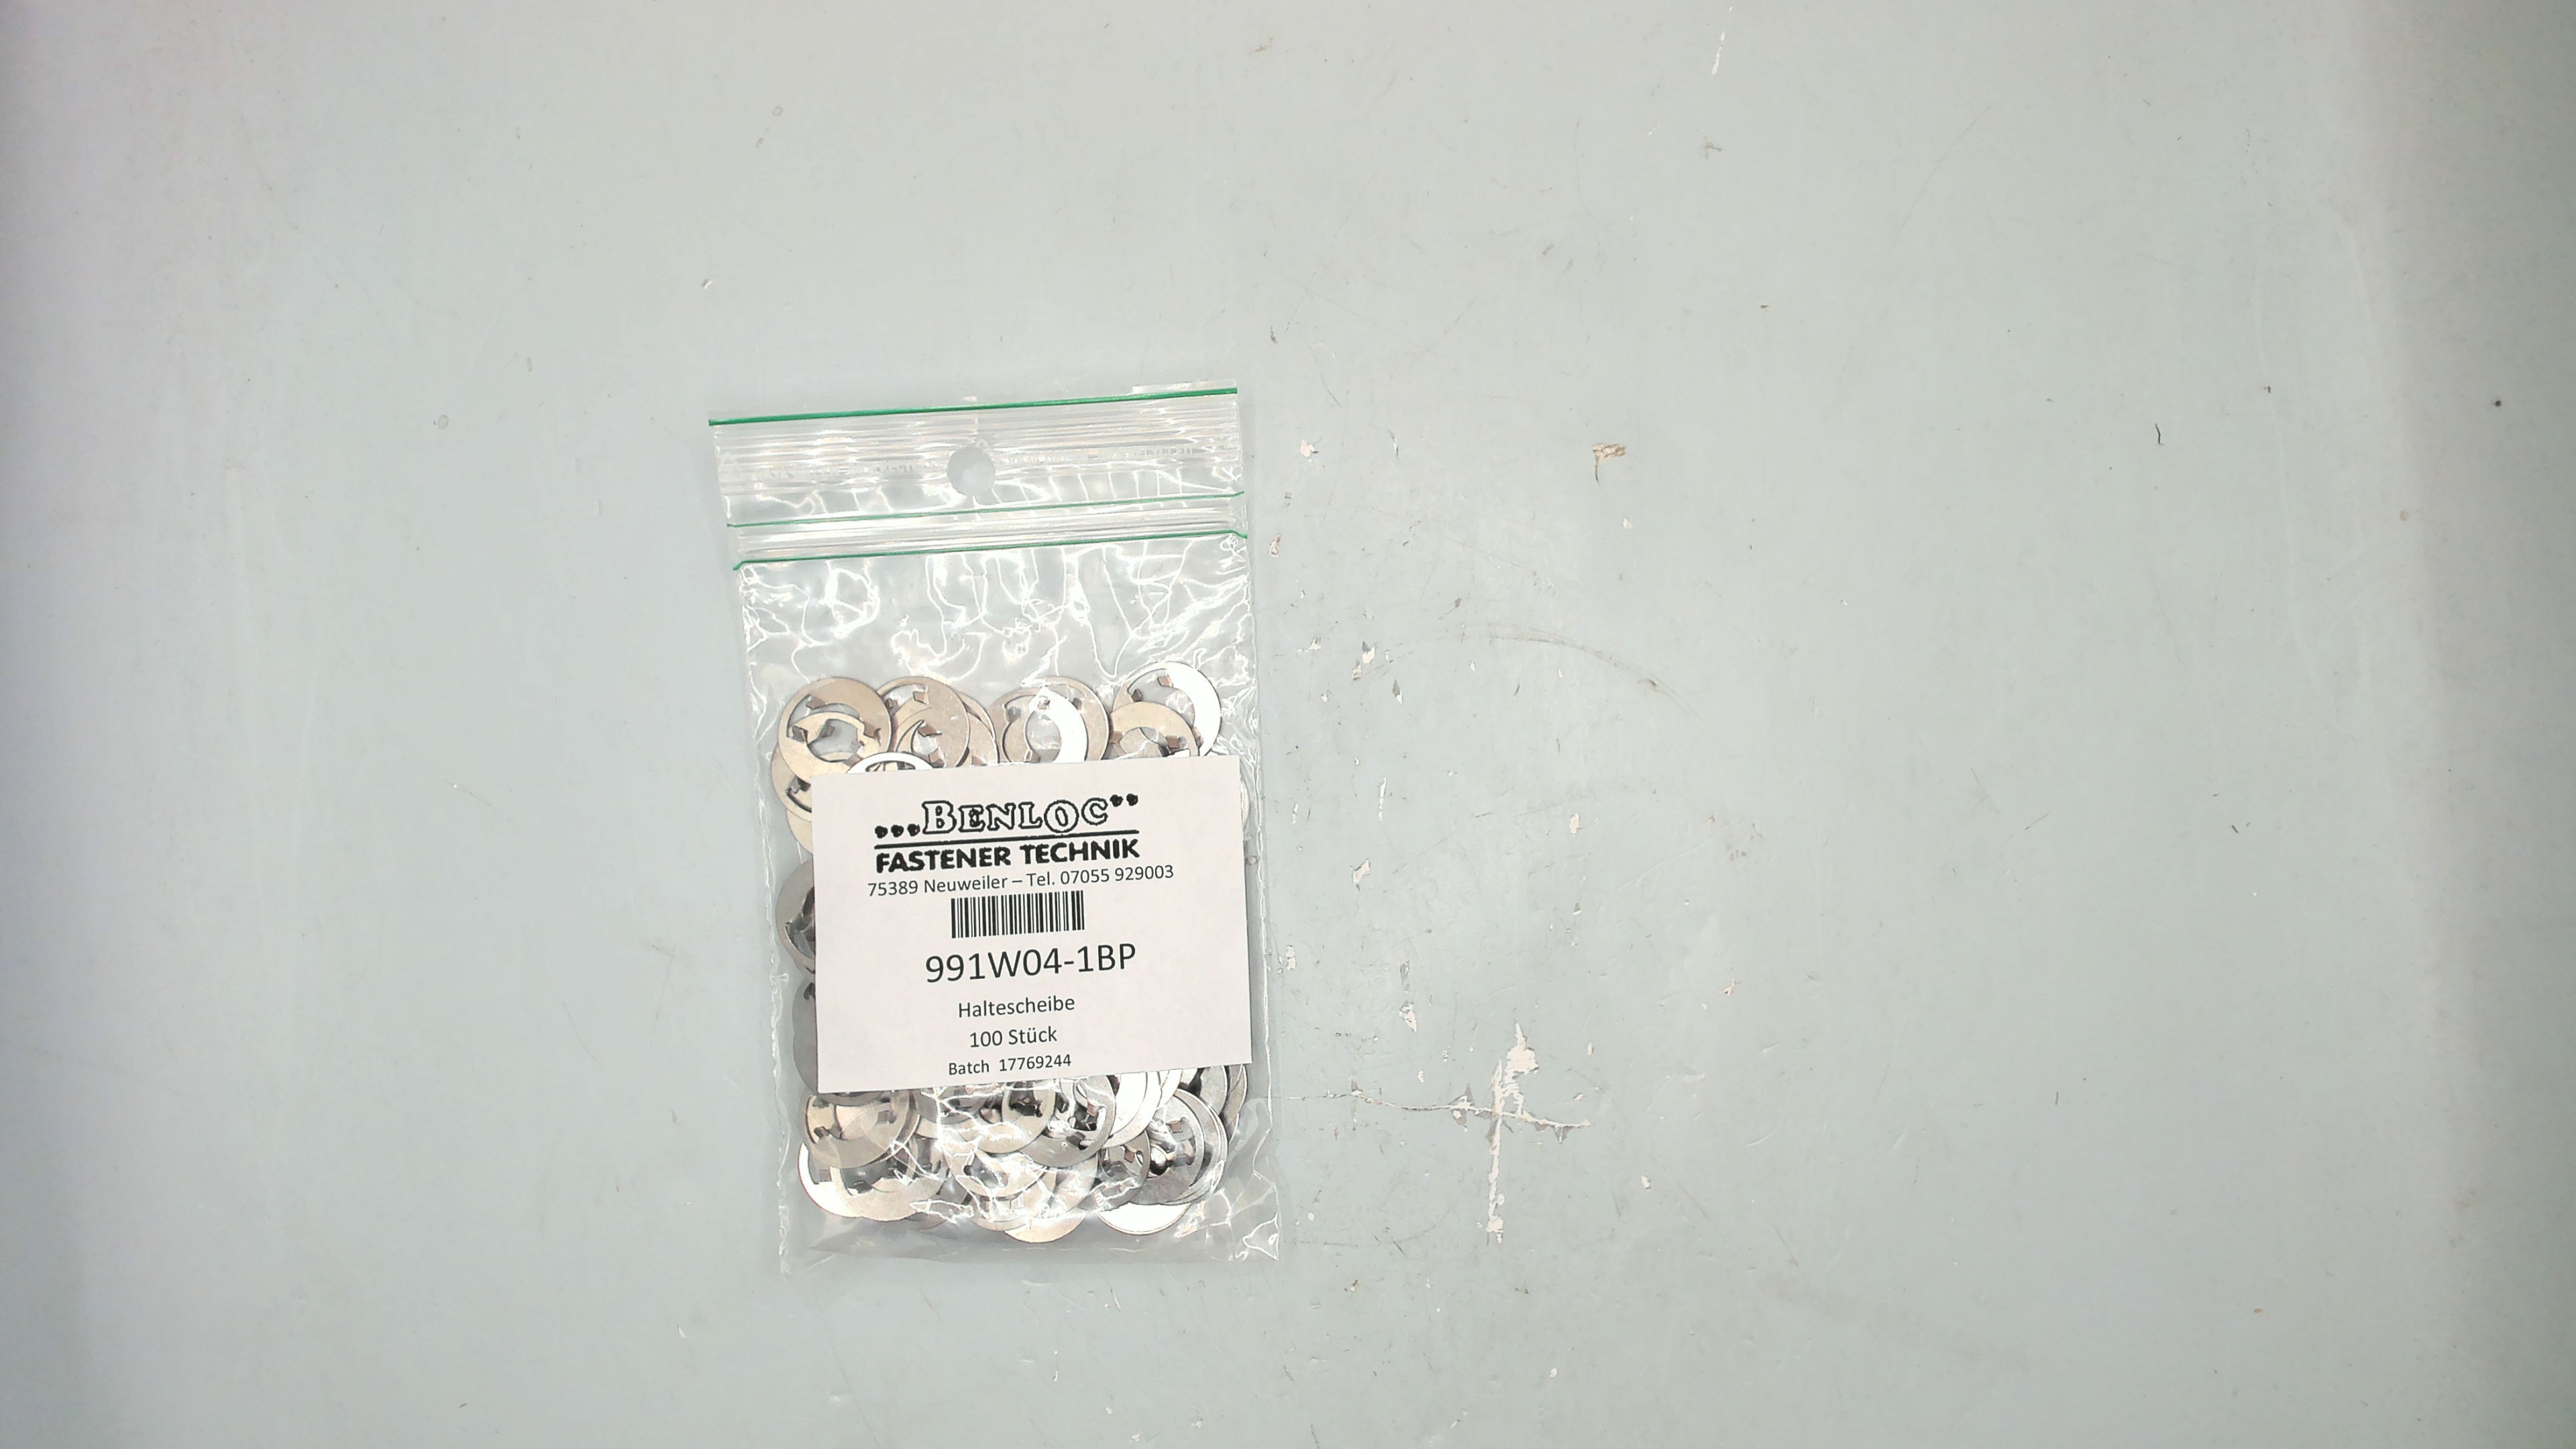 ...BENLOC..
FASTENER TECHNIK
75389 Neuweiler – Tel. 07055 929003
991W04-1BP
Haltescheibe
100 Stück
Batch 17769244